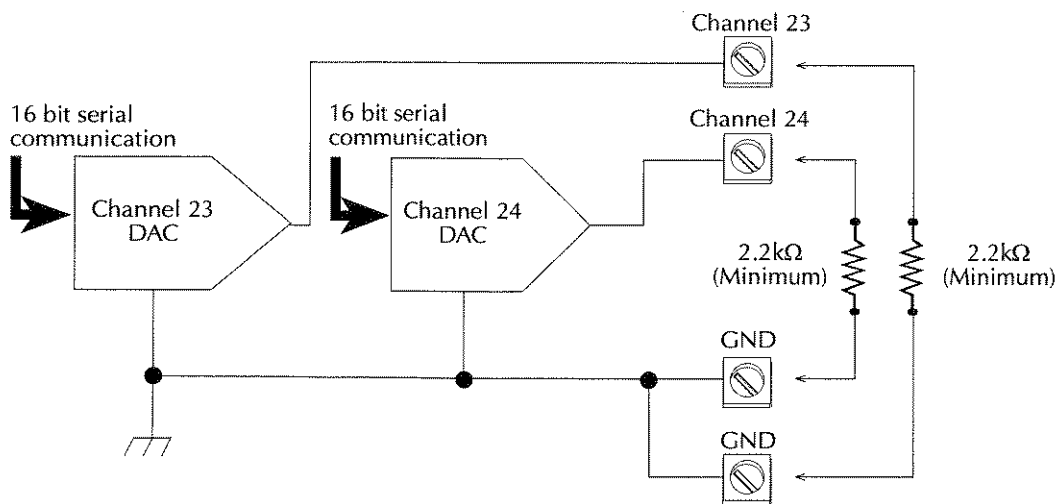 Channel 23
16 bit serial
communication
16 bit serial
communication
Channel 24
Channel 23
DAC
Channel 24
DAC
2.2kΩ
(Minimum)
2.2kΩ
(Minimum)
GND
GND